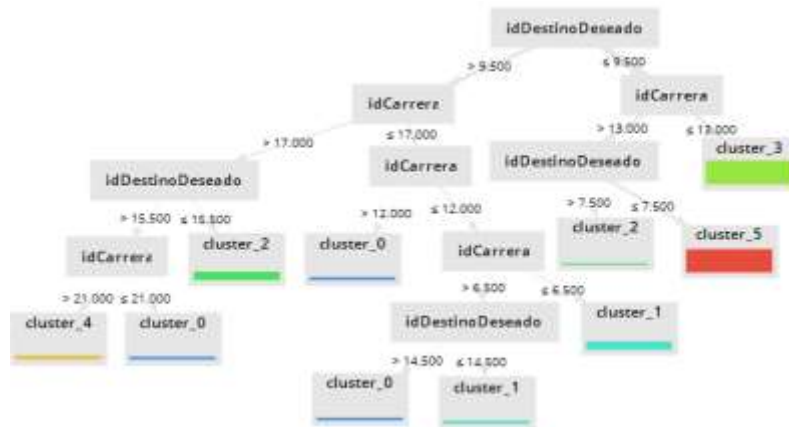 idDestinoDeseado
> 9.500 ≤ 9.500
idCarrera idCarrera
> 17.000 ≤ 17.000 > 13.000 ≤ 13.000
idDestinoDeseado idCarrera idDestinoDeseado cluster_3
> 15.500 ≤ 15.500 > 12.000 ≤ 12.000 > 7.500 ≤ 7.500
idCarrera cluster_2 cluster_0 idCarrera cluster_2 cluster_5
> 21.000 ≤ 21.000 > 6.500 ≤ 6.500
cluster_4 cluster_0 idDestinoDeseado cluster_1
> 14.500 ≤ 14.500
cluster_0 cluster_1